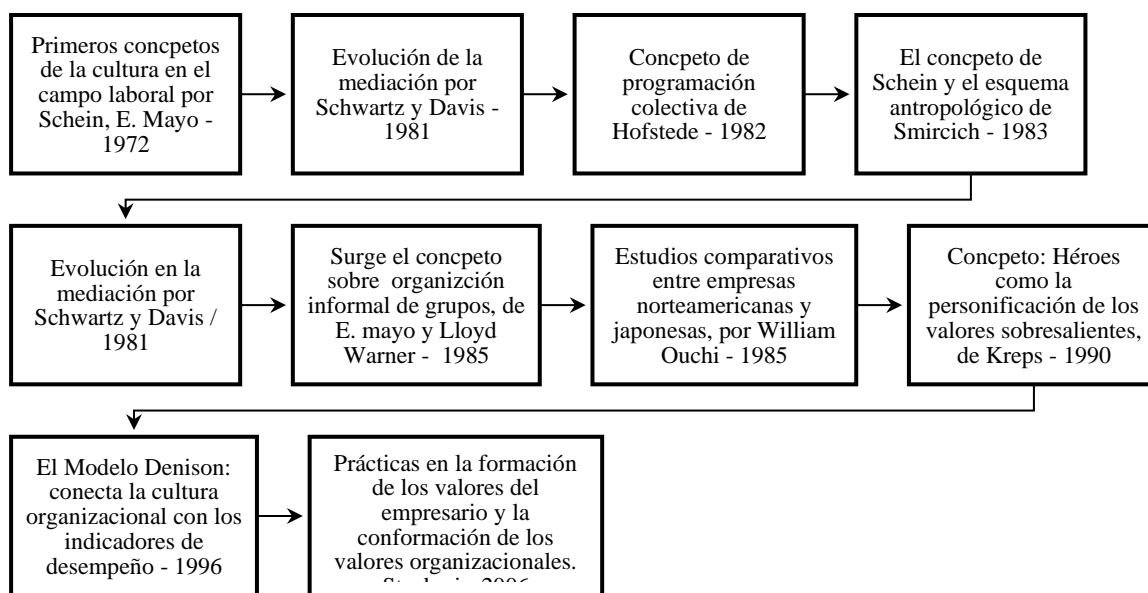 Primeros concpetos
de la cultura en el
campo laboral por
Schein, E. Mayo -
1972
Evolución de la
mediación por
Schwartz y Davis -
1981
Concpeto de
programación
colectiva de
Hofstede - 1982
El concpeto de
Schein y el esquema
antropológico de
Smircich - 1983
Evolución en la
mediación por
Schwartz y Davis /
1981
Surge el concpeto
sobre organizción
informal de grupos, de
E. mayo y Lloyd
Warner - 1985
Estudios comparativos
entre empresas
norteamericanas y
japonesas, por William
Ouchi - 1985
Concpeto: Héroes
como la
personificación de los
valores sobresalientes,
de Kreps - 1990
El Modelo Denison:
conecta la cultura
organizacional con los
indicadores de
desempeño - 1996
Prácticas en la formación
de los valores del
empresario y la
conformación de los
valores organizacionales.